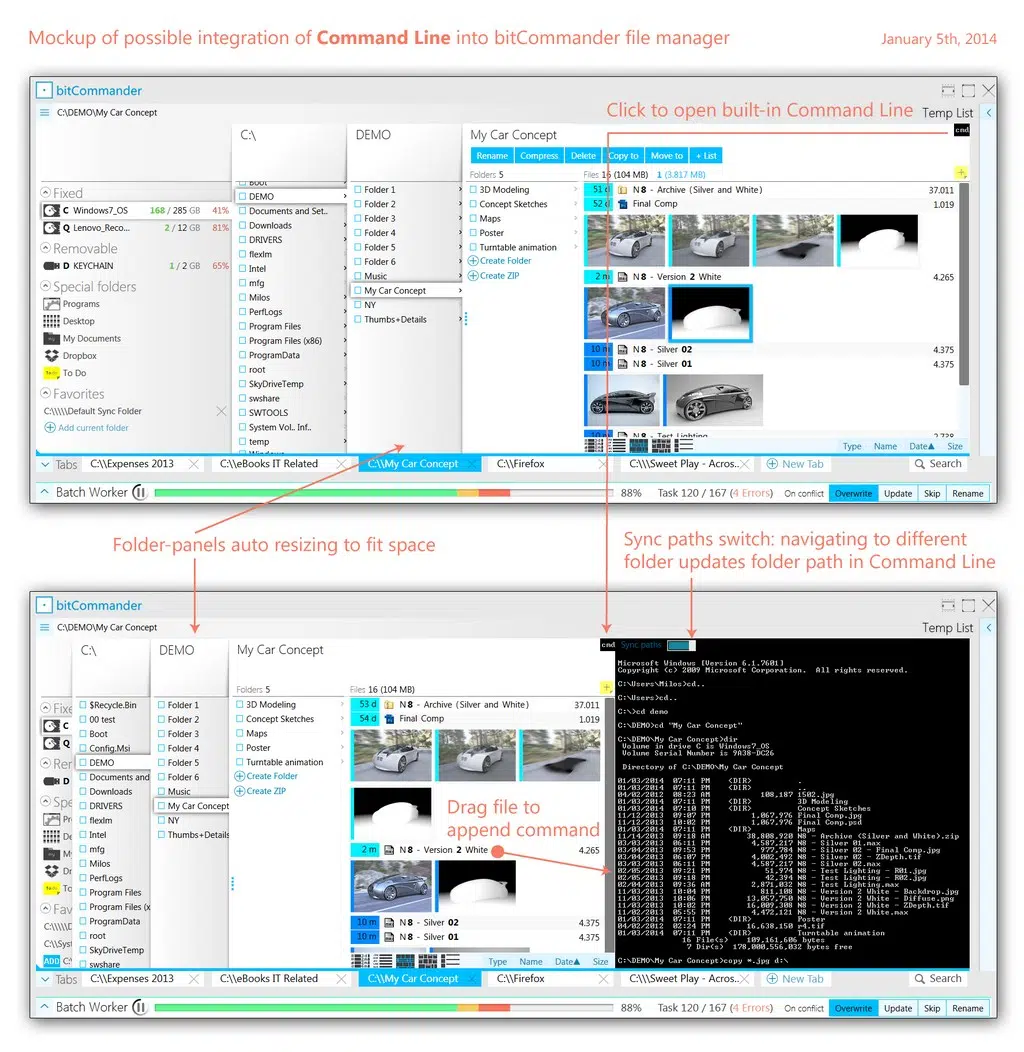 Mockup of possible integration of Command Line into bitCommander file manager
January 5th, 2014
bitCommander
C:\DEMO\My Car Concept
Click to open built-in Command Line
Temp List
cmd
C:\
DEMO
My Car Concept
Rename Compress Delete Copy to Move to + List
Folders 5
Files 16 (104 MB) 1 (3.817 MB)
Fixed
C Windows7_OS 168 / 285 GB 41%
Q Lenovo_Reco... 2 / 12 GB 81%
Removable
D KEYCHAIN 1 / 2 GB 65%
Special folders
Programs
Desktop
My Documents
Dropbox
To Do
Favorites
C:\\\\\Default Sync Folder
Add current folder
Boot
DEMO
Documents and Set..
Downloads
DRIVERS
flexlm
Intel
mfg
Milos
PerfLogs
Program Files
Program Files (x86)
ProgramData
root
SkyDriveTemp
swshare
SWTOOLS
System Vol.. Inf..
temp
Windows
Folder 1
Folder 2
Folder 3
Folder 4
Folder 5
Folder 6
Music
My Car Concept
NY
Thumbs+Details
3D Modeling
Concept Sketches
Maps
Poster
Turntable animation
Create Folder
Create ZIP
51 d N8 - Archive (Silver and White) 37.011
52 d Final Comp 1.019
2 m N8 - Version 2 White 4.265
10 m N8 - Silver 02 4.375
10 m N8 - Silver 01 4.375
10 m N8 - Test Lighting 2.738
Type Name Date▲ Size
Tabs C:\\Expenses 2013 C:\\eBooks IT Related C:\\My Car Concept C:\\Firefox C:\\\Sweet Play - Acros.. New Tab Search
Batch Worker 88% Task 120 / 167 (4 Errors) On conflict Overwrite Update Skip Rename
Folder-panels auto resizing to fit space
Sync paths switch: navigating to different
folder updates folder path in Command Line
bitCommander
C:\DEMO\My Car Concept
Temp List
C:\
DEMO
My Car Concept
Folders 5
Files 16 (104 MB)
Fixe
C
Q
Rer
D
Spe
Pr
De
M
Dr
To
Fav
C:\\\\D
C:\Sys
ADD C
$Recycle.Bin
00 test
Boot
Config.Msi
DEMO
Documents and
Downloads
DRIVERS
flexlm
Intel
mfg
Milos
PerfLogs
Program Files
Program Files (x
ProgramData
root
SkyDriveTemp
swshare
Folder 1
Folder 2
Folder 3
Folder 4
Folder 5
Folder 6
Music
My Car Concept
NY
Thumbs+Details
3D Modeling
Concept Sketches
Maps
Poster
Turntable animation
Create Folder
Create ZIP
53 d N8 - Archive (Silver and White) 37.011
54 d Final Comp 1.019
Drag file to
append command
2 m N8 - Version 2 White 4.265
10 m N8 - Silver 02 4.375
10 m N8 - Silver 01 4.375
Type Name Date▲ Size
cmd Sync paths
Microsoft Windows [Version 6.1.7601]
Copyright (c) 2009 Microsoft Corporation. All rights reserved.
C:\Users\Milos>cd..
C:\Users>cd..
C:\>cd demo
C:\DEMO>cd "My Car Concept"
C:\DEMO\My Car Concept>dir
Volume in drive C is Windows7_OS
Volume Serial Number is 9A38-DC26
Directory of C:\DEMO\My Car Concept
01/03/2014 07:11 PM <DIR> .
01/03/2014 07:11 PM <DIR> ..
04/02/2012 08:23 AM 108,187 1502.jpg
01/03/2014 07:11 PM <DIR> 3D Modeling
01/03/2014 07:10 PM <DIR> Concept Sketches
11/12/2013 09:07 PM 1,067,976 Final Comp.jpg
11/12/2013 10:02 PM 1,067,976 Final Comp.psd
01/03/2014 07:11 PM <DIR> Maps
11/14/2013 09:18 AM 38,808,920 N8 - Archive (Silver and White).zip
03/06/2013 06:11 PM 4,587,217 N8 - Silver 01.max
03/04/2013 09:53 PM 977,784 N8 - Silver 02 - Final Comp.jpg
03/04/2013 06:07 PM 4,002,492 N8 - Silver 02 - ZDepth.tif
03/06/2013 06:11 PM 4,587,217 N8 - Silver 02.max
02/05/2013 09:21 PM 51,974 N8 - Test Lighting - R01.jpg
02/05/2013 09:18 PM 42,394 N8 - Test Lighting - R02.jpg
02/04/2013 09:36 AM 2,871,032 N8 - Test Lighting.max
11/03/2013 10:04 PM 811,108 N8 - Version 2 White - Backdrop.jpg
11/03/2013 10:06 PM 13,057,750 N8 - Version 2 White - Diffuse.png
11/03/2013 10:02 PM 16,009,308 N8 - Version 2 White - ZDepth.tif
11/02/2013 05:55 PM 4,472,121 N8 - Version 2 White.max
01/03/2014 07:11 PM <DIR> Poster
04/02/2012 02:24 PM 16,638,150 r4.tif
01/03/2014 07:11 PM <DIR> Turntable animation
16 File(s) 109,161,606 bytes
7 Dir(s) 178,000,556,032 bytes free
C:\DEMO\My Car Concept>copy *.jpg d:\
Tabs C:\\Expenses 2013 C:\\eBooks IT Related C:\\My Car Concept C:\\Firefox C:\\\Sweet Play - Acros.. New Tab Search
Batch Worker 88% Task 120 / 167 (4 Errors) On conflict Overwrite Update Skip Rename